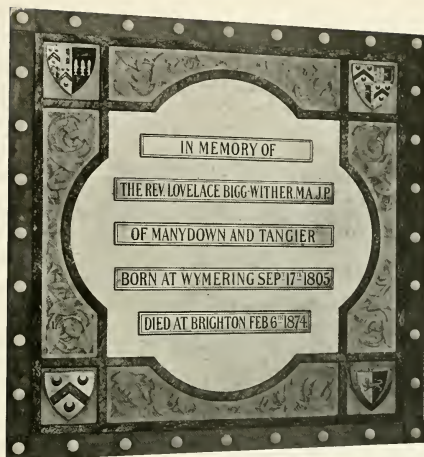 IN MEMORY OF
THE REV. LOVELACE BIGG-WITHER. M.A. J.P.
OF MANYDOWN AND TANGIER
BORN AT WYMERING SEPT 17TH 1805
DIED AT BRIGHTON FEB 6TH 1874.